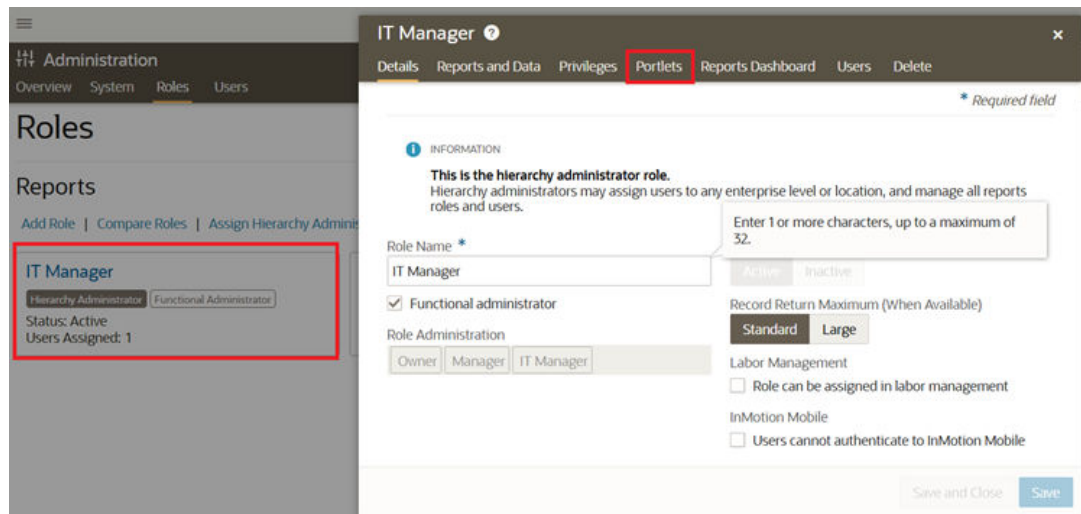 Administration
Overview System Roles Users
Roles
Reports
Add Role | Compare Roles | Assign Hierarchy Adminis
IT Manager
Hierarchy Administrator Functional Administrator
Status: Active
Users Assigned: 1
IT Manager ?
×
Details Reports and Data Privileges Portlets Reports Dashboard Users Delete
* Required field
INFORMATION
This is the hierarchy administrator role.
Hierarchy administrators may assign users to any enterprise level or location, and manage all reports
roles and users.
Enter 1 or more characters, up to a maximum of
32.
Role Name *
IT Manager
Active Inactive
Functional administrator
Record Return Maximum (When Available)
Standard Large
Role Administration
Owner Manager IT Manager
Labor Management
Role can be assigned in labor management
InMotion Mobile
Users cannot authenticate to InMotion Mobile
Save and Close Save